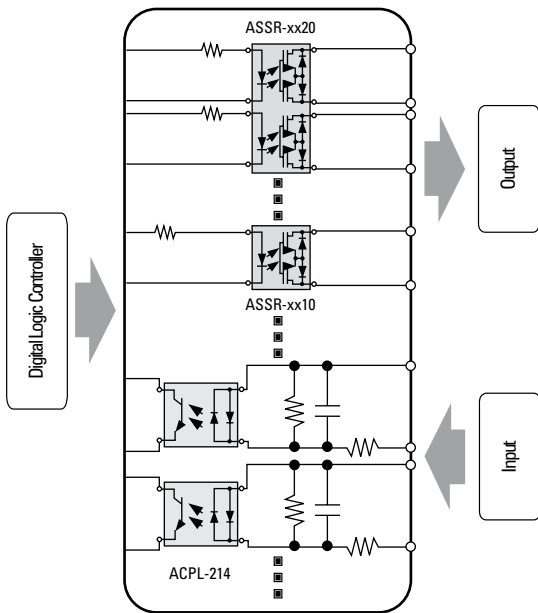 ASSR-xx20
Output
Digital Logic Controller
ASSR-xx10
Input
ACPL-214